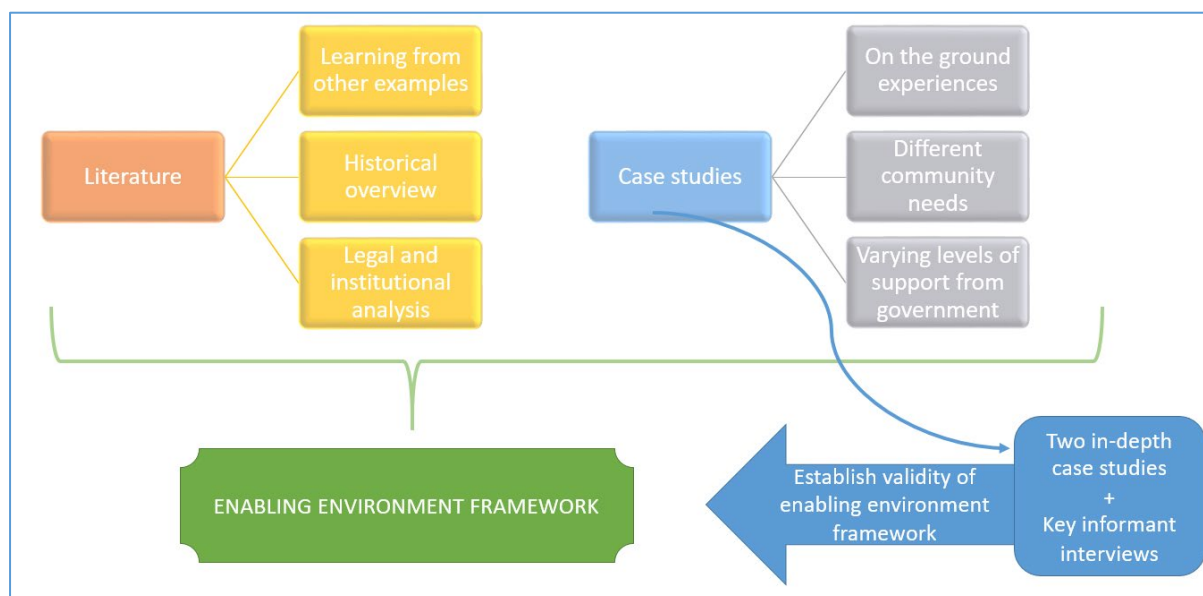 Learning from
other examples
Literature
Historical
overview
Legal and
institutional
analysis
On the ground
experiences
Case studies
Different
community
needs
Varying levels of
support from
government
ENABLING ENVIRONMENT FRAMEWORK
Establish validity of
enabling environment
framework
Two in-depth
case studies
+
Key informant
interviews